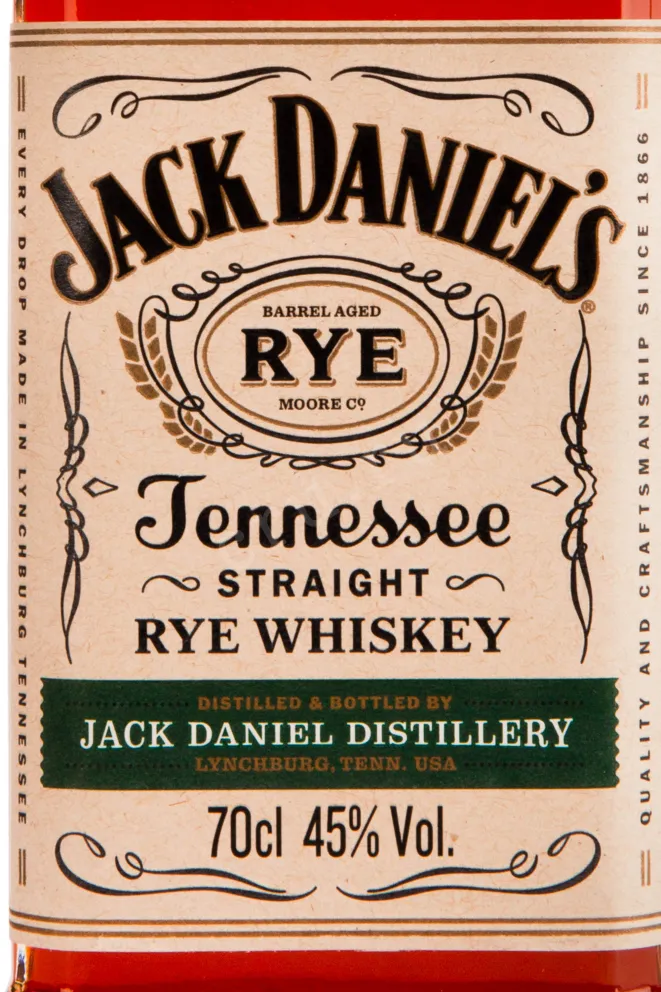 JACK DANIEL'S®
BARREL AGED
RYE
MOORE Cº
Tennessee
STRAIGHT
RYE WHISKEY
DISTILLED & BOTTLED BY
JACK DANIEL DISTILLERY
LYNCHBURG, TENN. USA
70cl 45% Vol.
EVERY DROP MADE IN LYNCHBURG TENNESSEE
QUALITY AND CRAFTSMANSHIP SINCE 1866